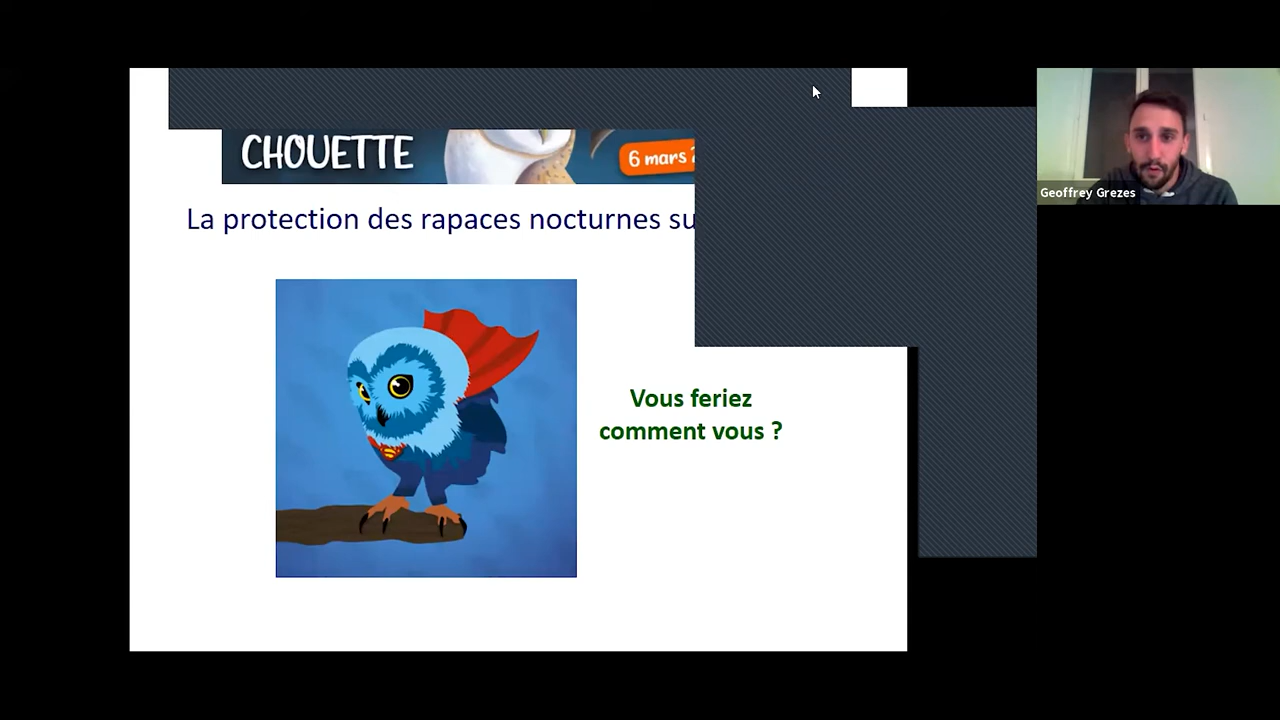 CHOUETTE
6 mars
La protection des rapaces nocturnes su
Vous feriez
comment vous ?
Geoffrey Grezes